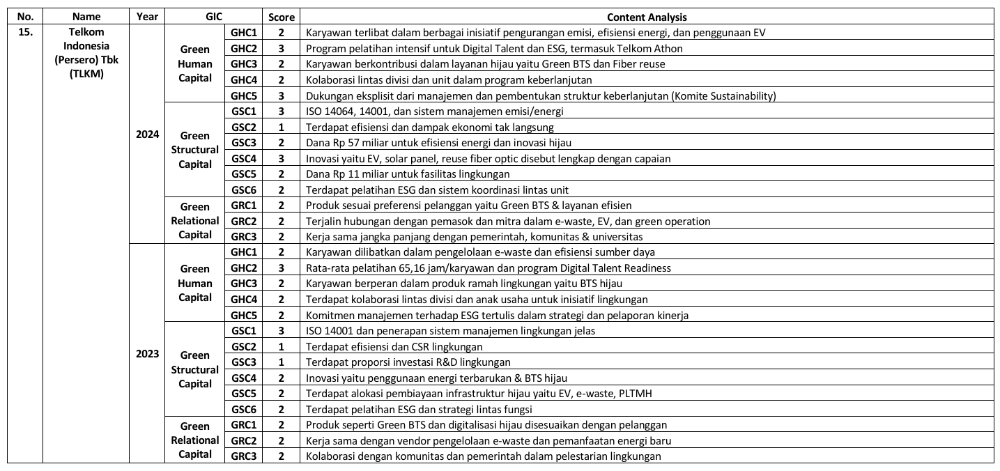 No. Name Year GIC Score Content Analysis
15. Telkom Indonesia (Persero) Tbk (TLKM)
2024
Green Human Capital
GHC1 2 Karyawan terlibat dalam berbagai inisiatif pengurangan emisi, efisiensi energi, dan penggunaan EV
GHC2 3 Program pelatihan intensif untuk Digital Talent dan ESG, termasuk Telkom Athon
GHC3 2 Karyawan berkontribusi dalam layanan hijau yaitu Green BTS dan Fiber reuse
GHC4 2 Kolaborasi lintas divisi dan unit dalam program keberlanjutan
GHC5 3 Dukungan eksplisit dari manajemen dan pembentukan struktur keberlanjutan (Komite Sustainability)
Green Structural Capital
GSC1 3 ISO 14064, 14001, dan sistem manajemen emisi/energi
GSC2 1 Terdapat efisiensi dan dampak ekonomi tak langsung
GSC3 2 Dana Rp 57 miliar untuk efisiensi energi dan inovasi hijau
GSC4 3 Inovasi yaitu EV, solar panel, reuse fiber optic disebut lengkap dengan capaian
GSC5 2 Dana Rp 11 miliar untuk fasilitas lingkungan
GSC6 2 Terdapat pelatihan ESG dan sistem koordinasi lintas unit
Green Relational Capital
GRC1 2 Produk sesuai preferensi pelanggan yaitu Green BTS & layanan efisien
GRC2 2 Terjalin hubungan dengan pemasok dan mitra dalam e-waste, EV, dan green operation
GRC3 2 Kerja sama jangka panjang dengan pemerintah, komunitas & universitas
2023
Green Human Capital
GHC1 2 Karyawan dilibatkan dalam pengelolaan e-waste dan efisiensi sumber daya
GHC2 3 Rata-rata pelatihan 65,16 jam/karyawan dan program Digital Talent Readiness
GHC3 2 Karyawan berperan dalam produk ramah lingkungan yaitu BTS hijau
GHC4 2 Terdapat kolaborasi lintas divisi dan anak usaha untuk inisiatif lingkungan
GHC5 2 Komitmen manajemen terhadap ESG tertulis dalam strategi dan pelaporan kinerja
Green Structural Capital
GSC1 3 ISO 14001 dan penerapan sistem manajemen lingkungan jelas
GSC2 1 Terdapat efisiensi dan CSR lingkungan
GSC3 1 Terdapat proporsi investasi R&D lingkungan
GSC4 2 Inovasi yaitu penggunaan energi terbarukan & BTS hijau
GSC5 2 Terdapat alokasi pembiayaan infrastruktur hijau yaitu EV, e-waste, PLTMH
GSC6 2 Terdapat pelatihan ESG dan strategi lintas fungsi
Green Relational Capital
GRC1 2 Produk seperti Green BTS dan digitalisasi hijau disesuaikan dengan pelanggan
GRC2 2 Kerja sama dengan vendor pengelolaan e-waste dan pemanfaatan energi baru
GRC3 2 Kolaborasi dengan komunitas dan pemerintah dalam pelestarian lingkungan